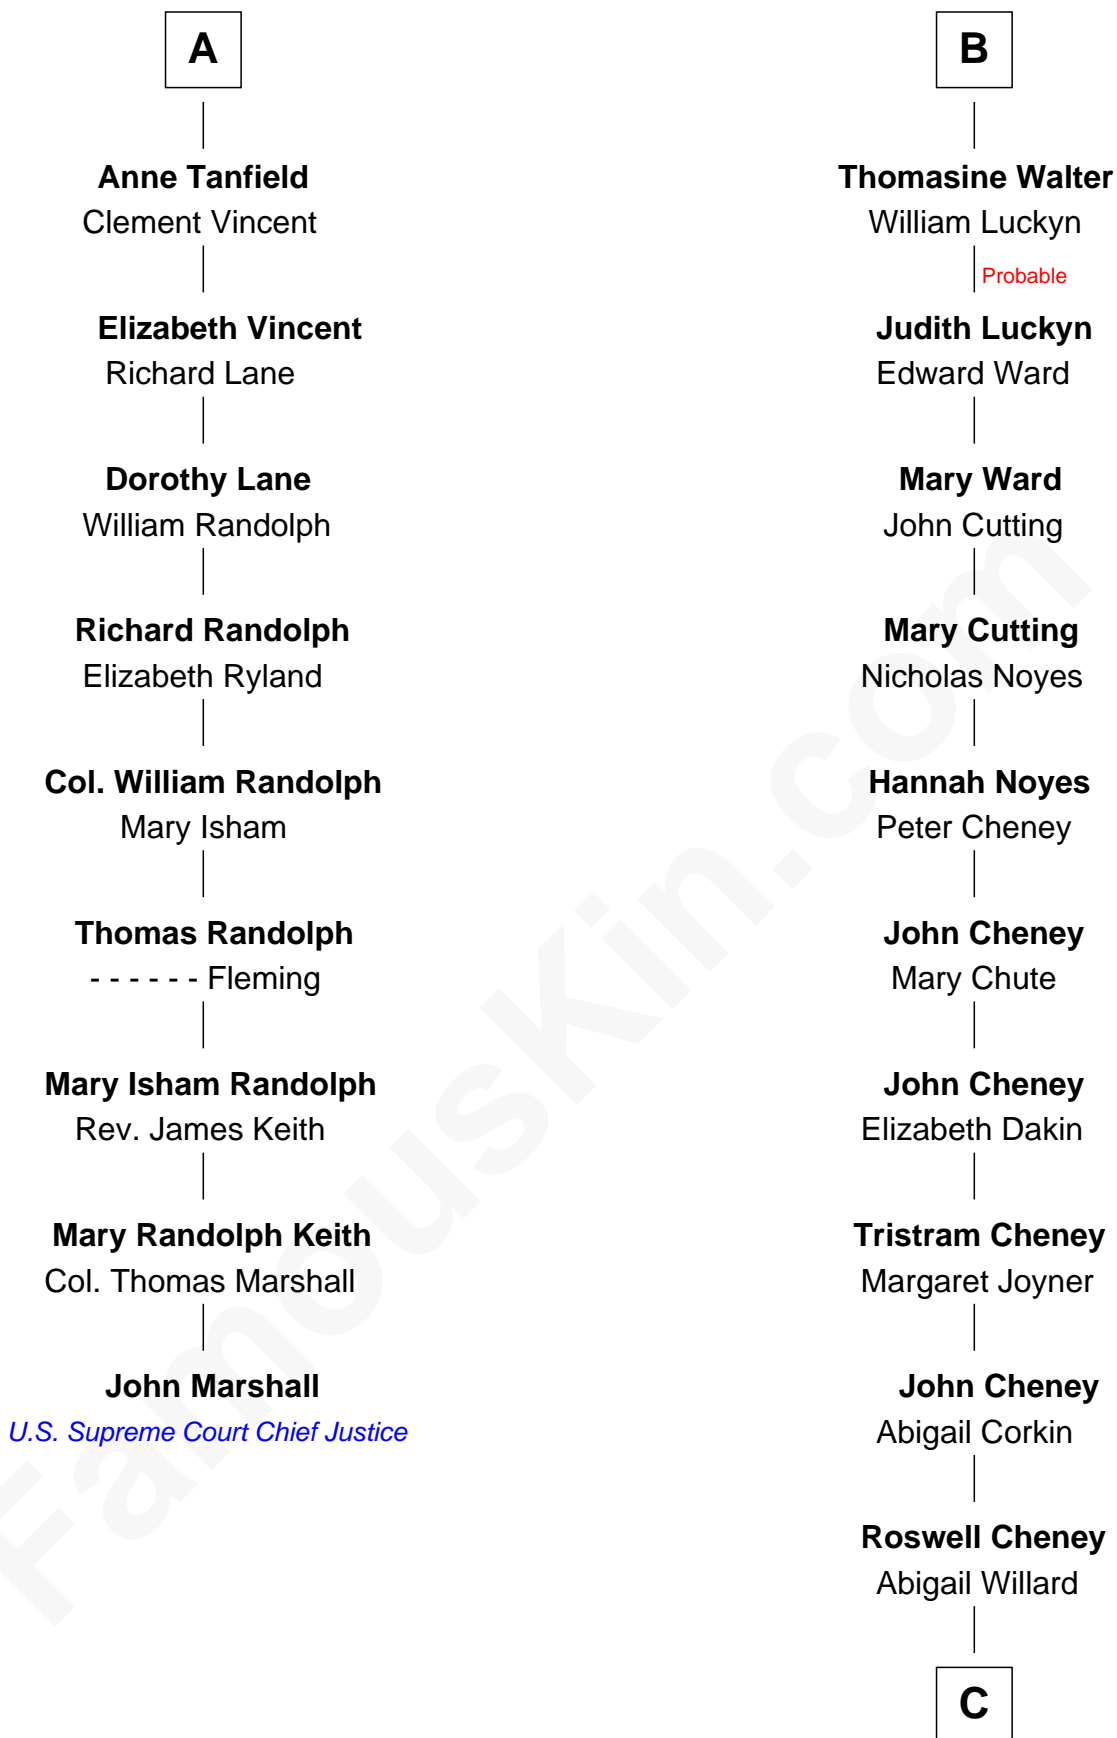 A
Anne Tanfield
Clement Vincent
Elizabeth Vincent
Richard Lane
Dorothy Lane
William Randolph
Richard Randolph
Elizabeth Ryland
Col. William Randolph
Mary Isham
Thomas Randolph
- - - - - - Fleming
Mary Isham Randolph
Rev. James Keith
Mary Randolph Keith
Col. Thomas Marshall
John Marshall
U.S. Supreme Court Chief Justice
B
Thomasine Walter
William Luckyn
Probable
Judith Luckyn
Edward Ward
Mary Ward
John Cutting
Mary Cutting
Nicholas Noyes
Hannah Noyes
Peter Cheney
John Cheney
Mary Chute
John Cheney
Elizabeth Dakin
Tristram Cheney
Margaret Joyner
John Cheney
Abigail Corkin
Roswell Cheney
Abigail Willard
C
FamousKin.com